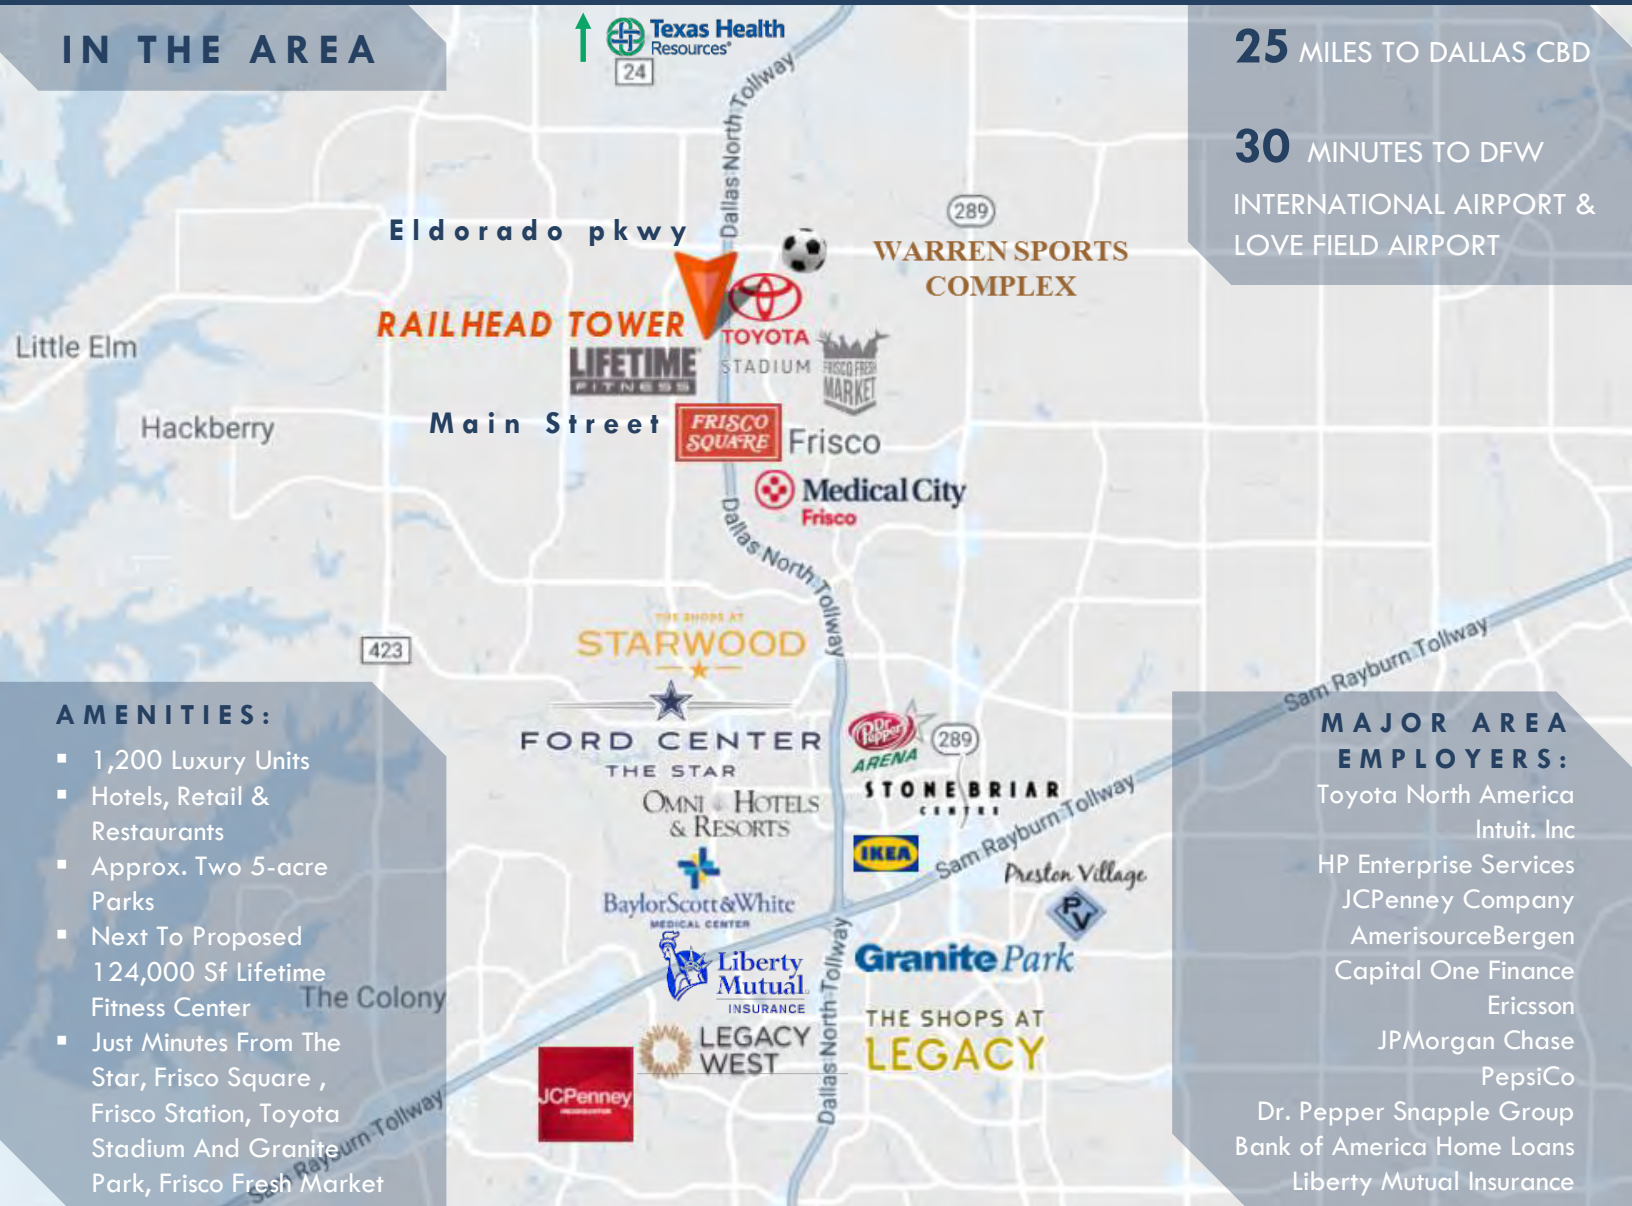 IN THE AREA
Texas Health
Resources
24
Dallas North Tollway
25 MILES TO DALLAS CBD
30 MINUTES TO DFW
INTERNATIONAL AIRPORT &
LOVE FIELD AIRPORT
289
Eldorado pkwy
WARREN SPORTS
COMPLEX
RAILHEAD TOWER
TOYOTA
STADIUM
LIFETIME
FITNESS
FRISCO FRESH
MARKET
Little Elm
Hackberry
Main Street
FRISCO
SQUARE
Frisco
Medical City
Frisco
Dallas North Tollway
423
THE SHOPS AT
STARWOOD
FORD CENTER
THE STAR
Dr Pepper
ARENA
289
STONEBRIAR
CENTRE
OMNI HOTELS
& RESORTS
IKEA
Sam Rayburn Tollway
Sam Rayburn Tollway
Preston Village
PV
BaylorScott&White
MEDICAL CENTER
Liberty
Mutual
INSURANCE
Granite Park
Dallas North Tollway
LEGACY
WEST
THE SHOPS AT
LEGACY
JCPenney
The Colony
Sam Rayburn Tollway
AMENITIES:
▪ 1,200 Luxury Units
▪ Hotels, Retail &
Restaurants
▪ Approx. Two 5-acre
Parks
▪ Next To Proposed
124,000 Sf Lifetime
Fitness Center
▪ Just Minutes From The
Star, Frisco Square ,
Frisco Station, Toyota
Stadium And Granite
Park, Frisco Fresh Market
MAJOR AREA
EMPLOYERS:
Toyota North America
Intuit. Inc
HP Enterprise Services
JCPenney Company
AmerisourceBergen
Capital One Finance
Ericsson
JPMorgan Chase
PepsiCo
Dr. Pepper Snapple Group
Bank of America Home Loans
Liberty Mutual Insurance